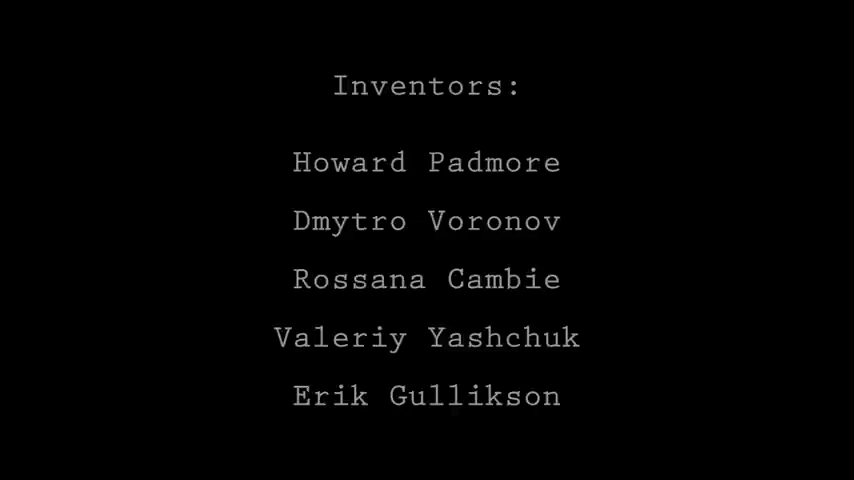 Inventors:
Howard Padmore
Dmytro Voronov
Rossana Cambie
Valeriy Yashchuk
Erik Gullikson